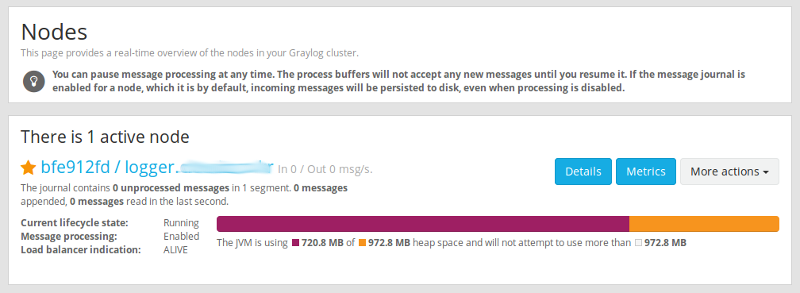 Nodes
This page provides a real-time overview of the nodes in your Graylog cluster.
You can pause message processing at any time. The process buffers will not accept any new messages until you resume it. If the message journal is
enabled for a node, which it is by default, incoming messages will be persisted to disk, even when processing is disabled.
There is 1 active node
bfe912fd / logger. In 0 / Out 0 msg/s.
Details Metrics More actions
The journal contains 0 unprocessed messages in 1 segment. 0 messages
appended, 0 messages read in the last second.
Current lifecycle state: Running
Message processing: Enabled
Load balancer indication: ALIVE
The JVM is using 720.8 MB of 972.8 MB heap space and will not attempt to use more than 972.8 MB